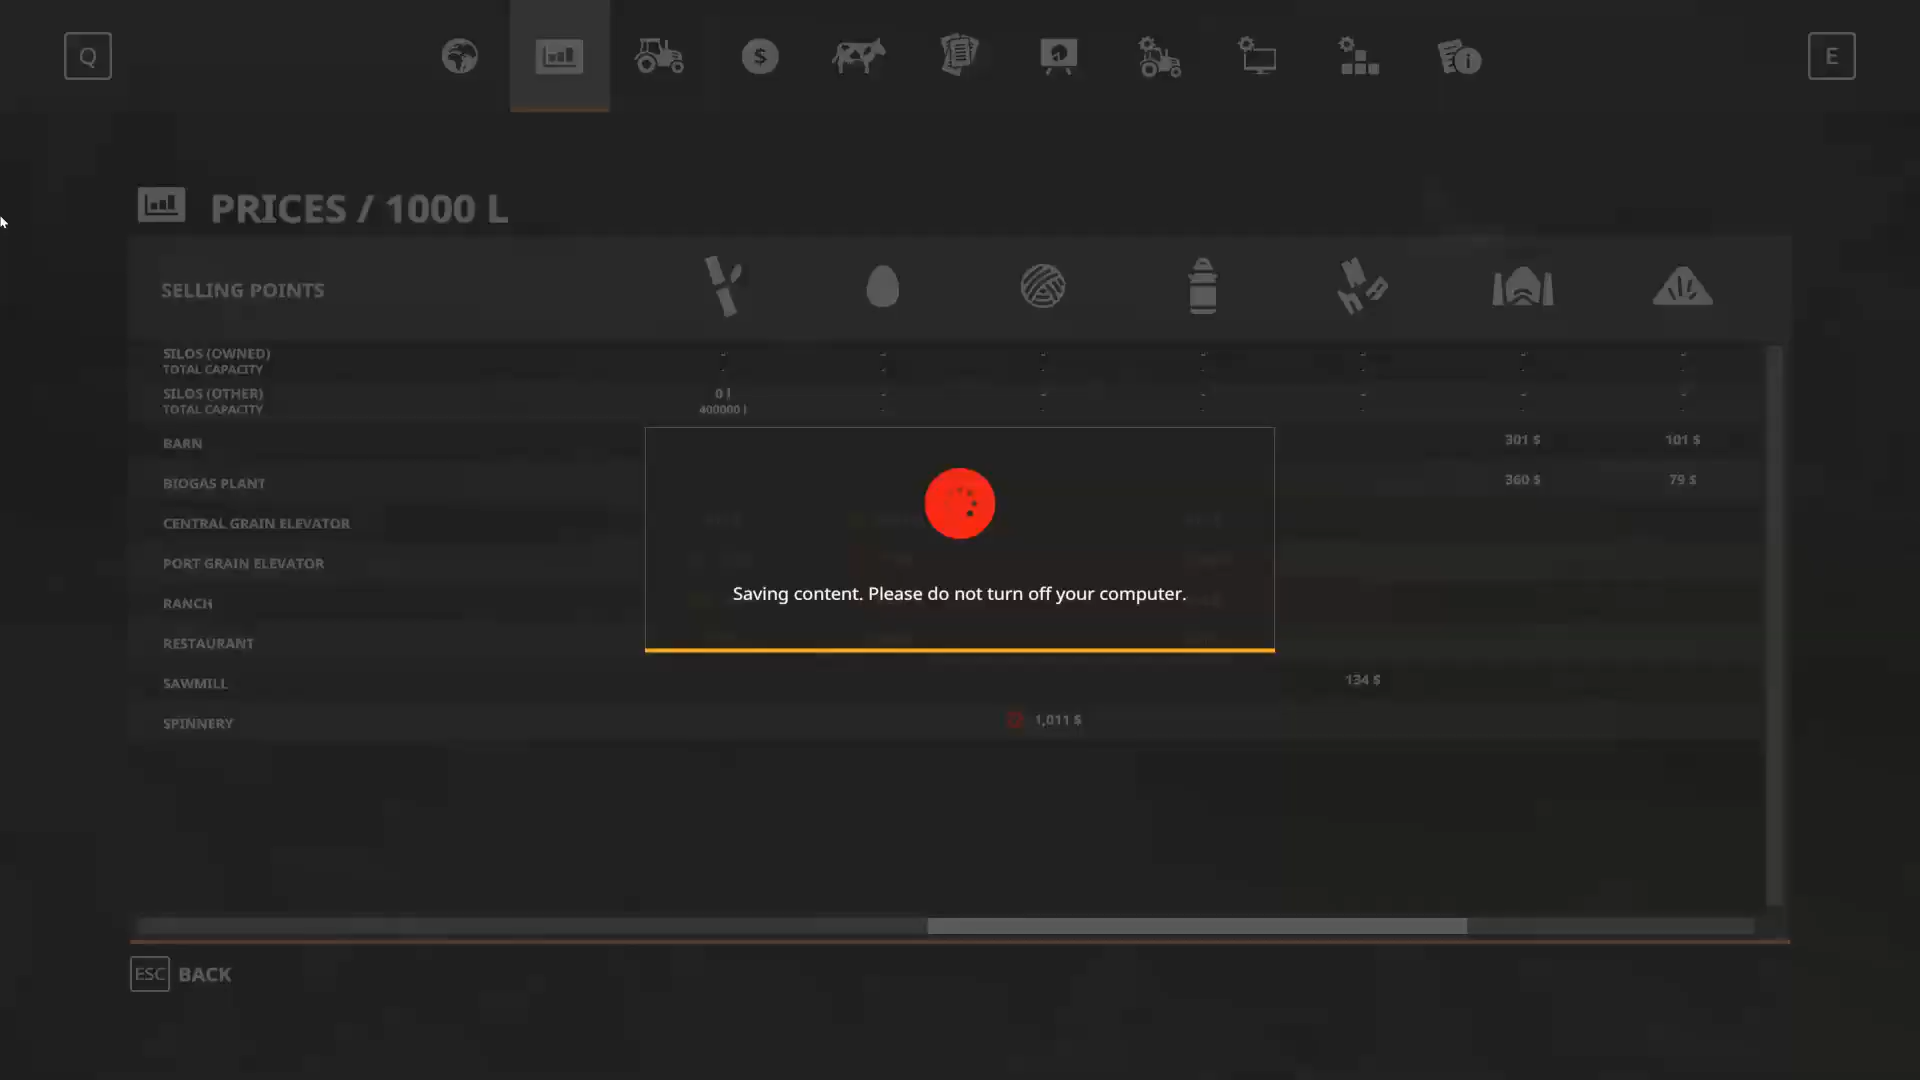 Q
$
E
PRICES / 1000 L
SELLING POINTS
SILOS (OWNED) - - - - - - -
TOTAL CAPACITY - - - - - - -
SILOS (OTHER) 0 l - - - - - -
TOTAL CAPACITY 400000 l - - - - - -
BARN 301 $ 101 $
BIOGAS PLANT 360 $ 79 $
CENTRAL GRAIN ELEVATOR
PORT GRAIN ELEVATOR
Saving content. Please do not turn off your computer.
RANCH
RESTAURANT
SAWMILL 134 $
SPINNERY 1,011 $
ESC BACK